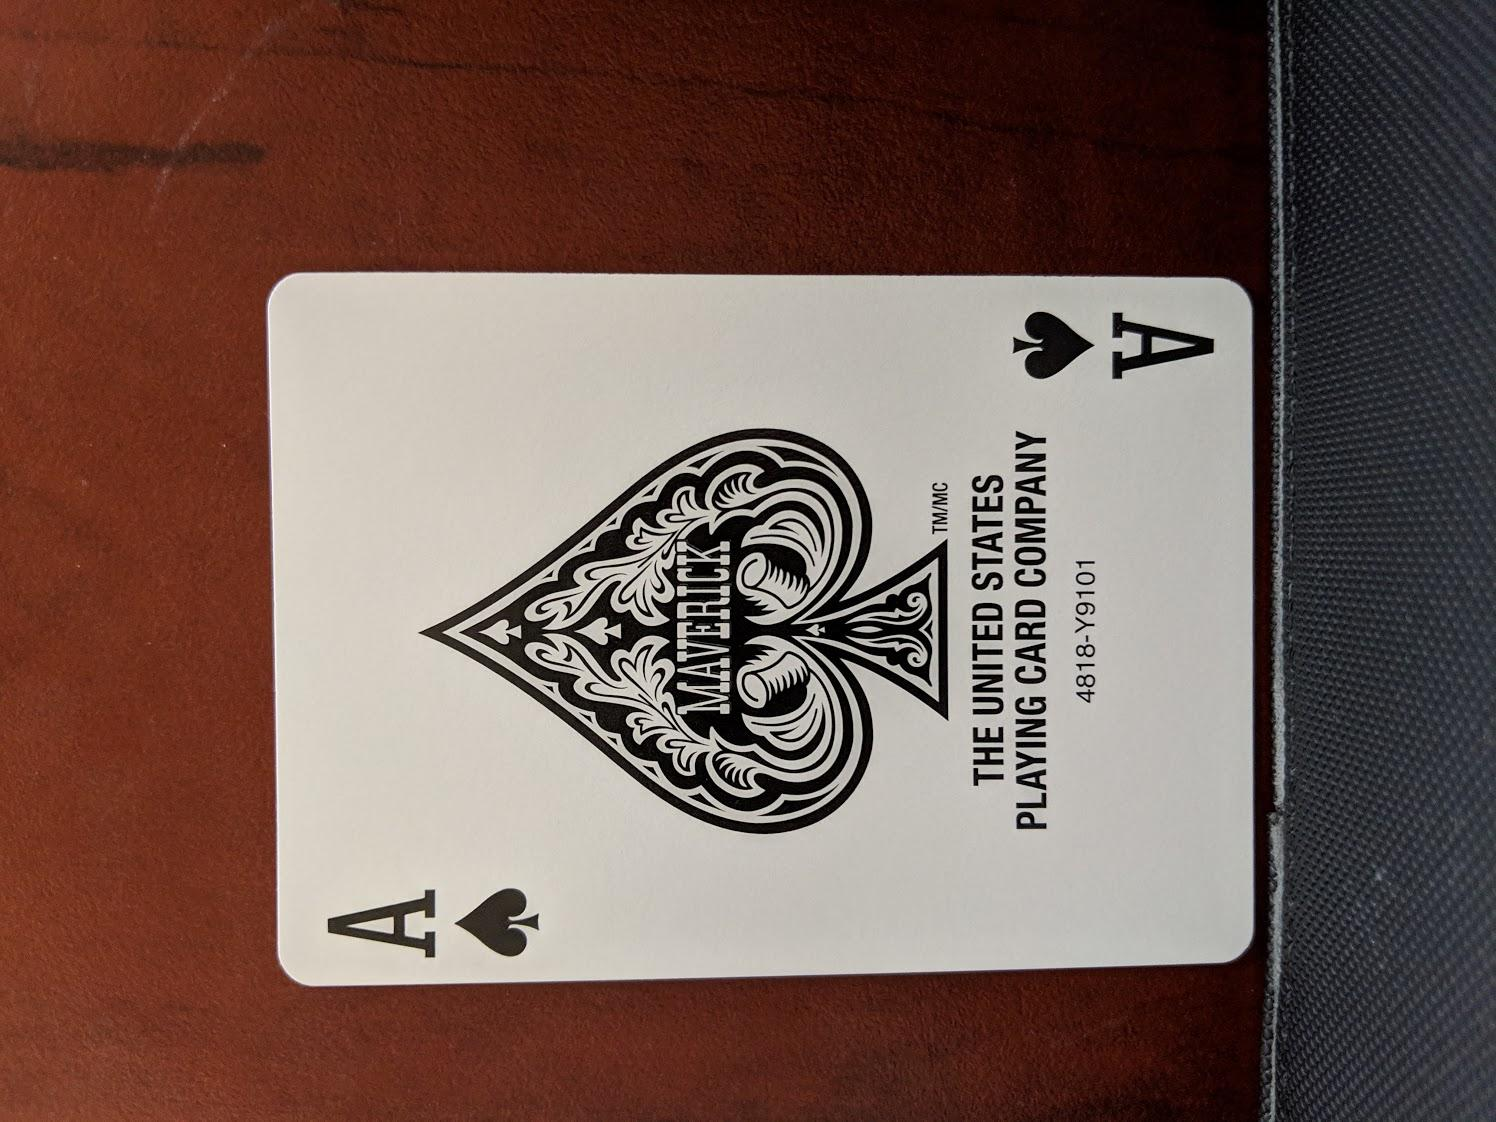 A
MAVERICK
TM/MC
THE UNITED STATES
PLAYING CARD COMPANY
4818-Y9101
A